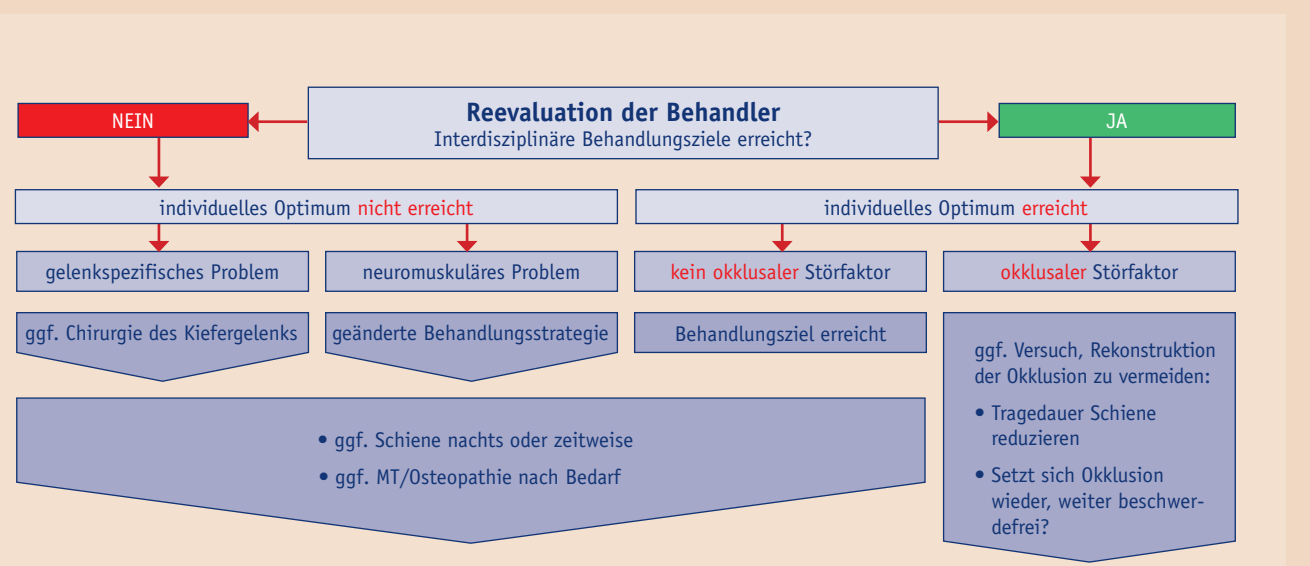 Reevaluation der Behandler
Interdisziplinäre Behandlungsziele erreicht?
NEIN
JA
individuelles Optimum nicht erreicht
individuelles Optimum erreicht
gelenkspezifisches Problem
neuromuskuläres Problem
kein okklusaler Störfaktor
okklusaler Störfaktor
ggf. Chirurgie des Kiefergelenks
geänderte Behandlungsstrategie
Behandlungsziel erreicht
ggf. Versuch, Rekonstruktion
der Okklusion zu vermeiden:
• Tragedauer Schiene
reduzieren
• Setzt sich Okklusion
wieder, weiter beschwer-
defrei?
• ggf. Schiene nachts oder zeitweise
• ggf. MT/Osteopathie nach Bedarf